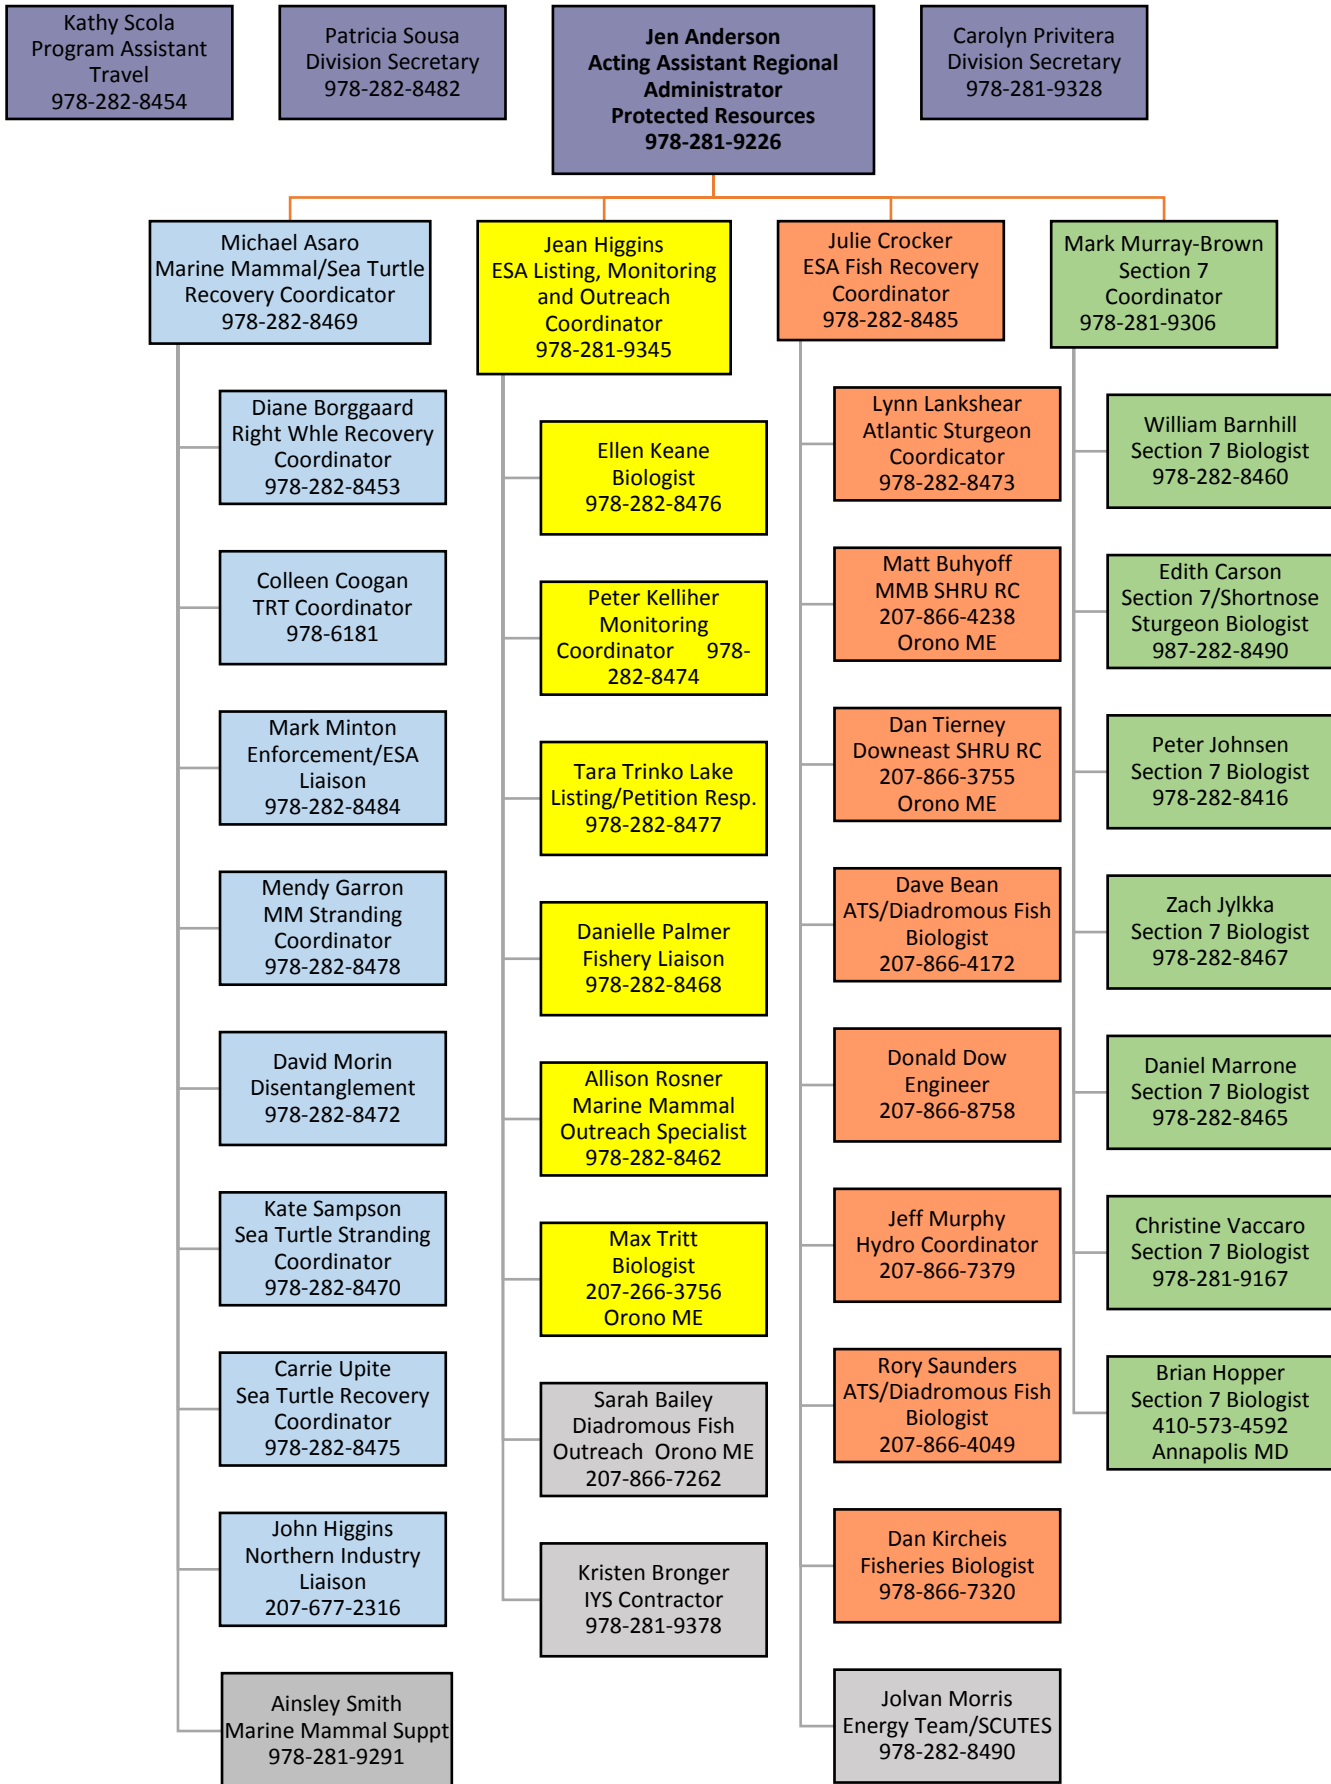 Kathy Scola
Program Assistant
Travel
978-282-8454
Patricia Sousa
Division Secretary
978-282-8482
Jen Anderson
Acting Assistant Regional
Administrator
Protected Resources
978-281-9226
Carolyn Privitera
Division Secretary
978-281-9328
Michael Asaro
Marine Mammal/Sea Turtle
Recovery Coordicator
978-282-8469
Diane Borggaard
Right Whle Recovery
Coordinator
978-282-8453
Colleen Coogan
TRT Coordinator
978-6181
Mark Minton
Enforcement/ESA
Liaison
978-282-8484
Mendy Garron
MM Stranding
Coordinator
978-282-8478
David Morin
Disentanglement
978-282-8472
Kate Sampson
Sea Turtle Stranding
Coordinator
978-282-8470
Carrie Upite
Sea Turtle Recovery
Coordinator
978-282-8475
John Higgins
Northern Industry
Liaison
207-677-2316
Ainsley Smith
Marine Mammal Suppt
978-281-9291
Jean Higgins
ESA Listing, Monitoring
and Outreach
Coordinator
978-281-9345
Ellen Keane
Biologist
978-282-8476
Peter Kelliher
Monitoring
Coordinator 978-
282-8474
Tara Trinko Lake
Listing/Petition Resp.
978-282-8477
Danielle Palmer
Fishery Liaison
978-282-8468
Allison Rosner
Marine Mammal
Outreach Specialist
978-282-8462
Max Tritt
Biologist
207-266-3756
Orono ME
Sarah Bailey
Diadromous Fish
Outreach Orono ME
207-866-7262
Kristen Bronger
IYS Contractor
978-281-9378
Julie Crocker
ESA Fish Recovery
Coordinator
978-282-8485
Lynn Lankshear
Atlantic Sturgeon
Coordicator
978-282-8473
Matt Buhyoff
MMB SHRU RC
207-866-4238
Orono ME
Dan Tierney
Downeast SHRU RC
207-866-3755
Orono ME
Dave Bean
ATS/Diadromous Fish
Biologist
207-866-4172
Donald Dow
Engineer
207-866-8758
Jeff Murphy
Hydro Coordinator
207-866-7379
Rory Saunders
ATS/Diadromous Fish
Biologist
207-866-4049
Dan Kircheis
Fisheries Biologist
978-866-7320
Jolvan Morris
Energy Team/SCUTES
978-282-8490
Mark Murray-Brown
Section 7
Coordinator
978-281-9306
William Barnhill
Section 7 Biologist
978-282-8460
Edith Carson
Section 7/Shortnose
Sturgeon Biologist
987-282-8490
Peter Johnsen
Section 7 Biologist
978-282-8416
Zach Jylkka
Section 7 Biologist
978-282-8467
Daniel Marrone
Section 7 Biologist
978-282-8465
Christine Vaccaro
Section 7 Biologist
978-281-9167
Brian Hopper
Section 7 Biologist
410-573-4592
Annapolis MD